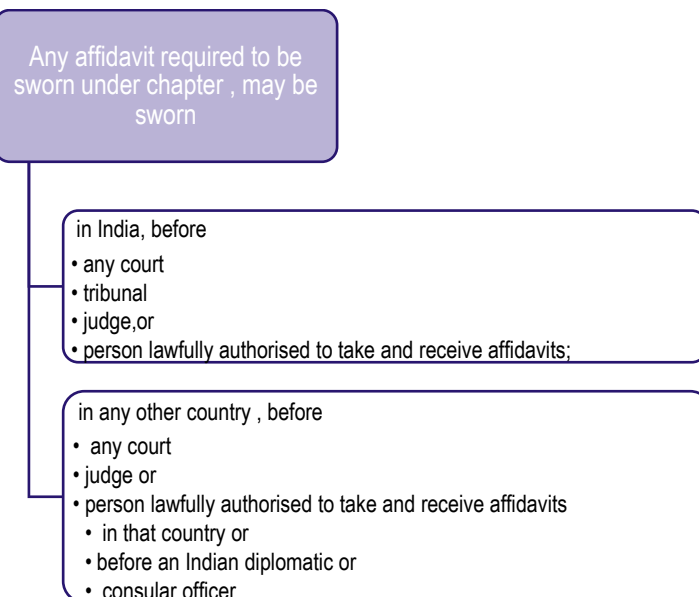 Any affidavit required to be
sworn under chapter , may be
sworn
in India, before
• any court
• tribunal
• judge,or
• person lawfully authorised to take and receive affidavits;
in any other country , before
• any court
• judge or
• person lawfully authorised to take and receive affidavits
• in that country or
• before an Indian diplomatic or
• consular officer